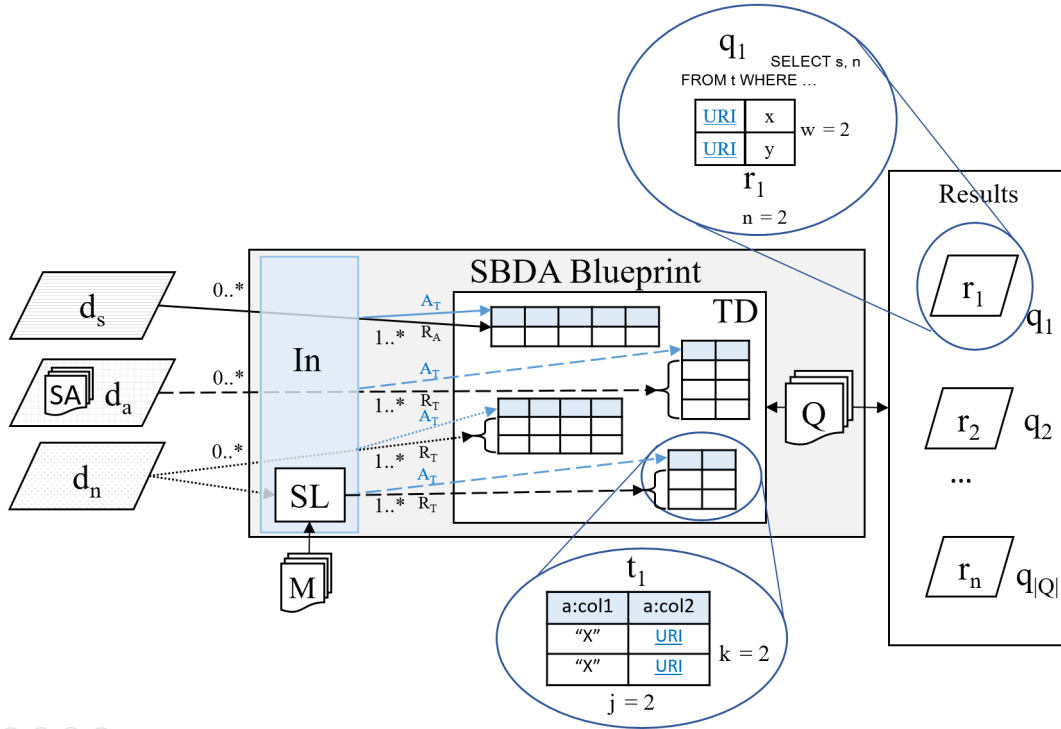 q1
SELECT s, n
FROM t WHERE ...
URI x
URI y
w = 2
r1
n = 2
Results
SBDA Blueprint
TD
In
ds
0..*
AT
1..* RA
r1
q1
SA
da
0..*
AT
1..* RT
AT
Q
r2
q2
...
dn
0..*
1..* RT
AT
SL
1..* RT
M
rn
q|Q|
t1
a:col1 a:col2
“X” URI
“X” URI
k = 2
j = 2